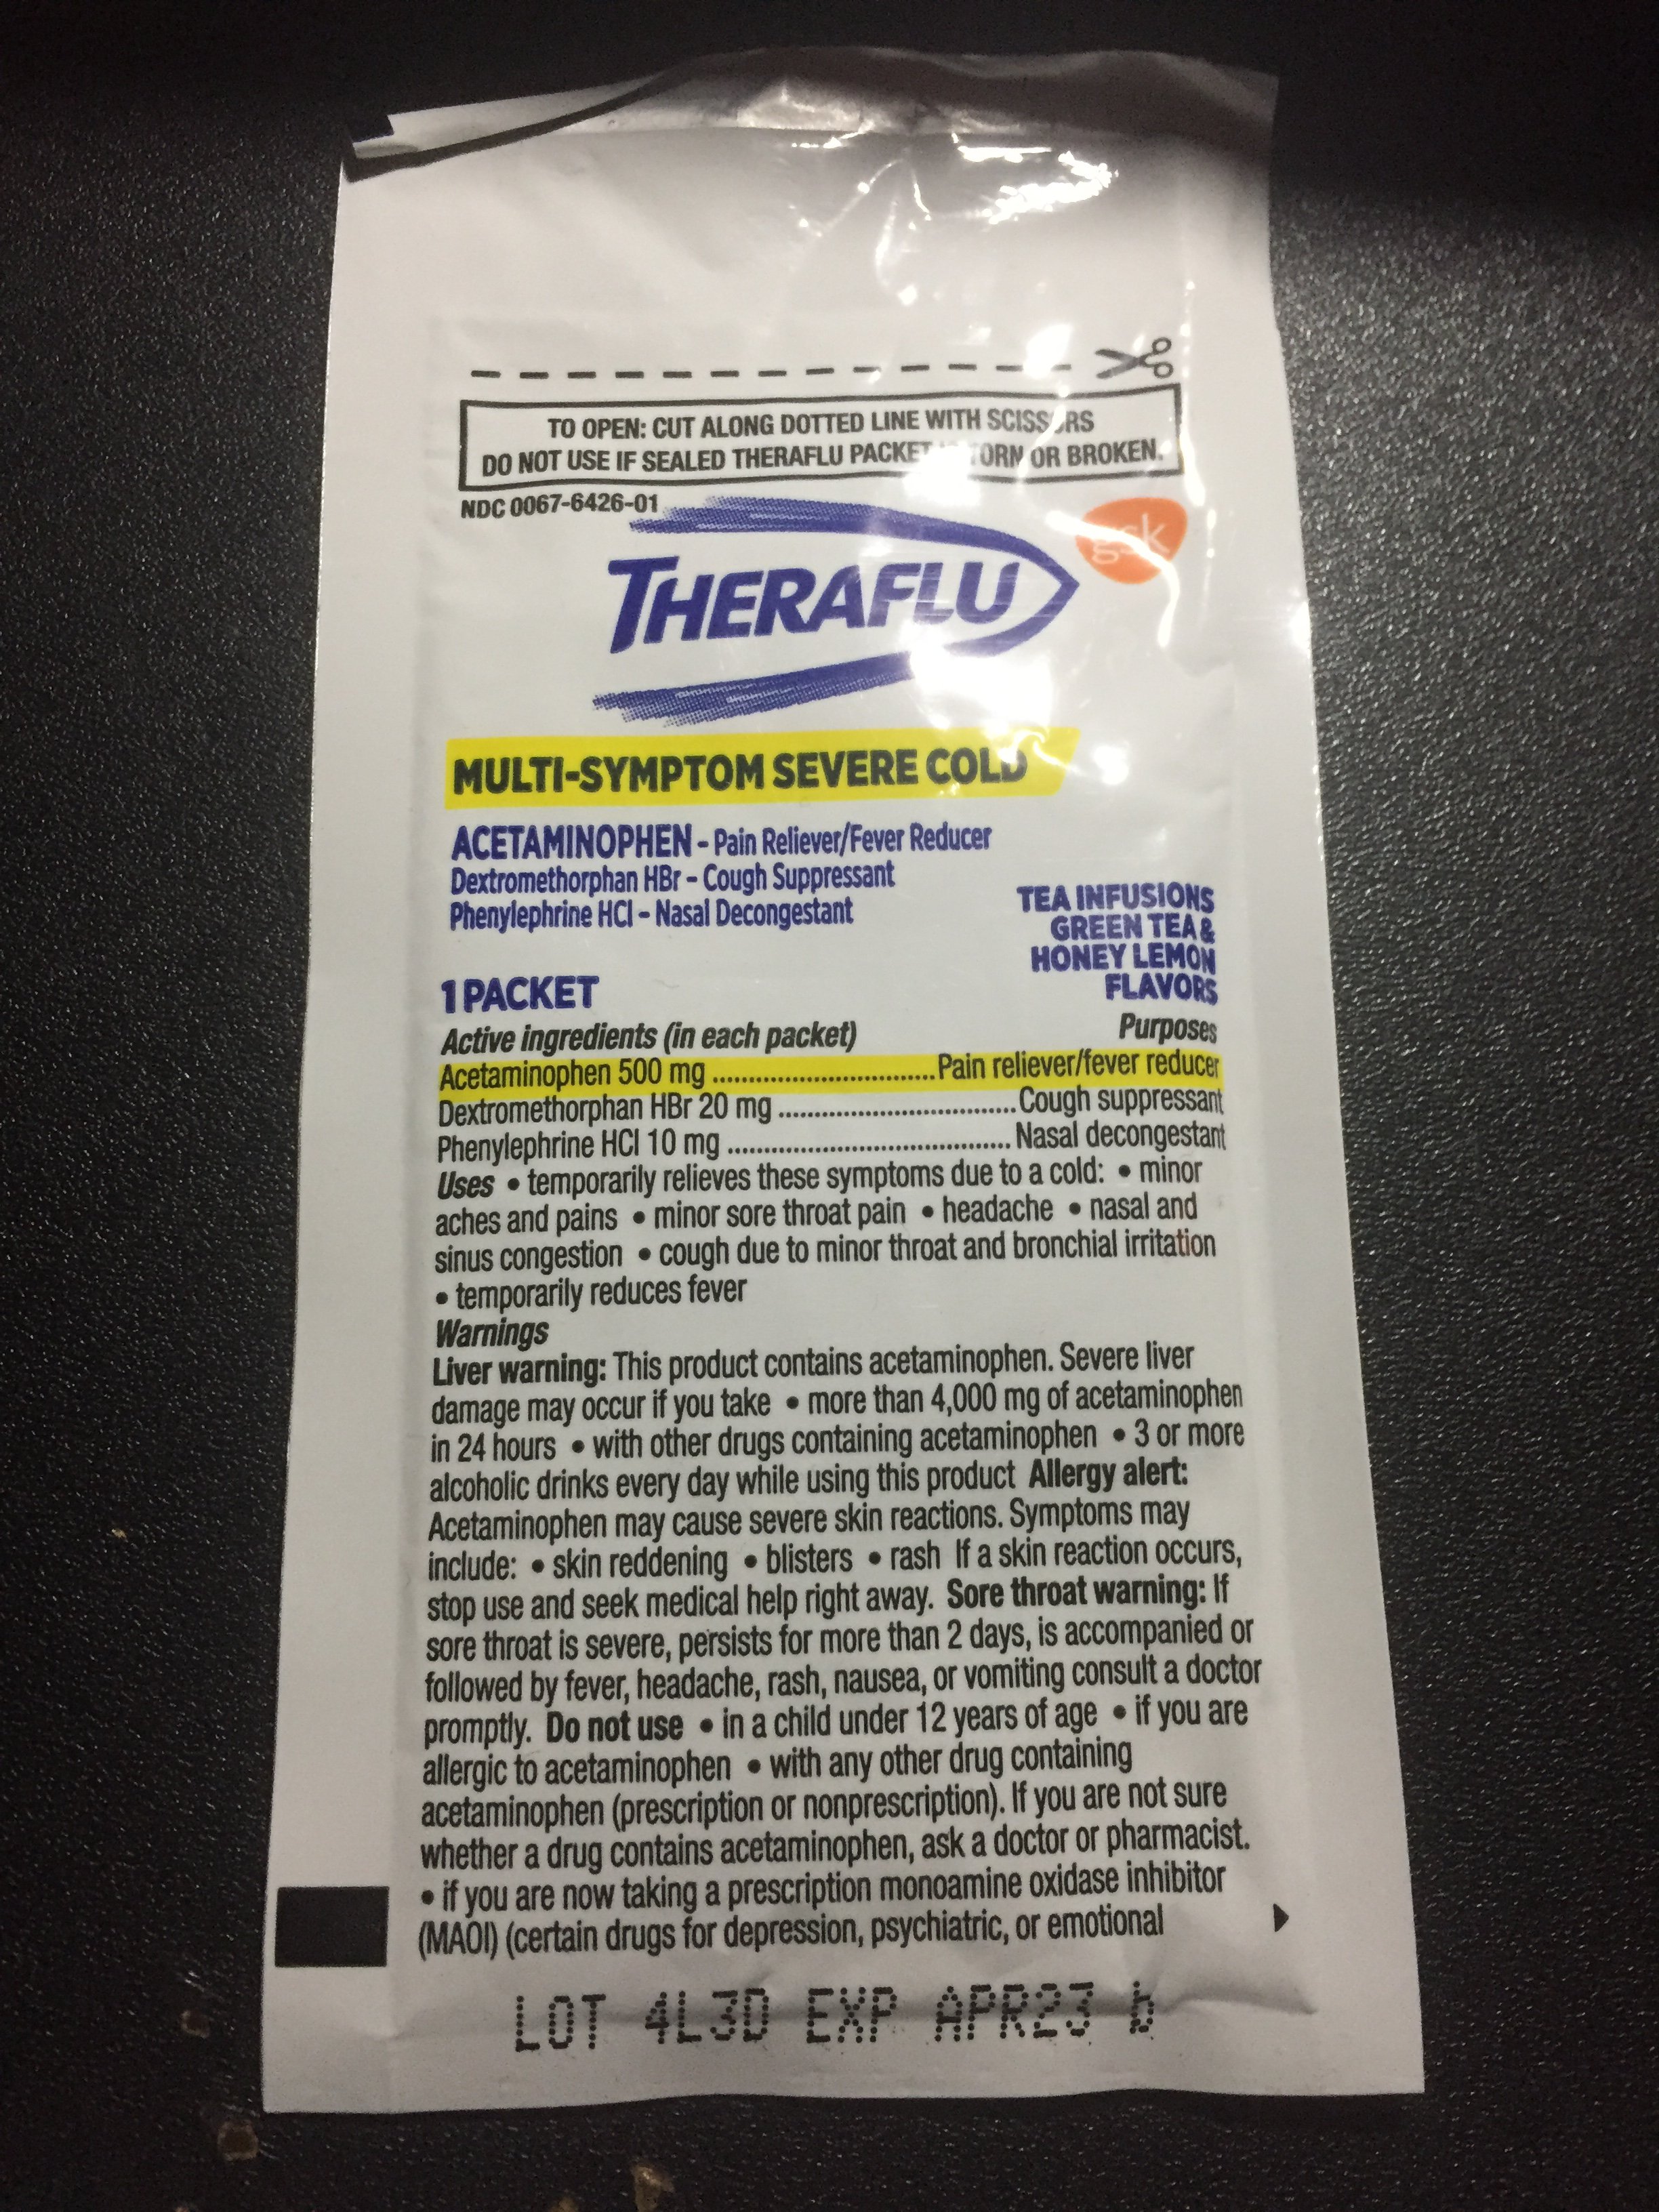 TO OPEN: CUT ALONG DOTTED LINE WITH SCISSORS
DO NOT USE IF SEALED THERAFLU PACKET TORN OR BROKEN.
NDC 0067-6426-01
gsk
THERAFLU
MULTI-SYMPTOM SEVERE COLD
ACETAMINOPHEN - Pain Reliever/Fever Reducer
Dextromethorphan HBr - Cough Suppressant
Phenylephrine HCl - Nasal Decongestant
TEA INFUSIONS
GREEN TEA &
HONEY LEMON
FLAVORS
1 PACKET
Active ingredients (in each packet) Purposes
Acetaminophen 500 mg ............................... Pain reliever/fever reducer
Dextromethorphan HBr 20 mg ................................. Cough suppressant
Phenylephrine HCl 10 mg ....................................... Nasal decongestant
Uses • temporarily relieves these symptoms due to a cold: • minor
aches and pains • minor sore throat pain • headache • nasal and
sinus congestion • cough due to minor throat and bronchial irritation
• temporarily reduces fever
Warnings
Liver warning: This product contains acetaminophen. Severe liver
damage may occur if you take • more than 4,000 mg of acetaminophen
in 24 hours • with other drugs containing acetaminophen • 3 or more
alcoholic drinks every day while using this product Allergy alert:
Acetaminophen may cause severe skin reactions. Symptoms may
include: • skin reddening • blisters • rash If a skin reaction occurs,
stop use and seek medical help right away. Sore throat warning: If
sore throat is severe, persists for more than 2 days, is accompanied or
followed by fever, headache, rash, nausea, or vomiting consult a doctor
promptly. Do not use • in a child under 12 years of age • if you are
allergic to acetaminophen • with any other drug containing
acetaminophen (prescription or nonprescription). If you are not sure
whether a drug contains acetaminophen, ask a doctor or pharmacist.
• if you are now taking a prescription monoamine oxidase inhibitor
(MAOI) (certain drugs for depression, psychiatric, or emotional
LOT 4L3D EXP APR23 b